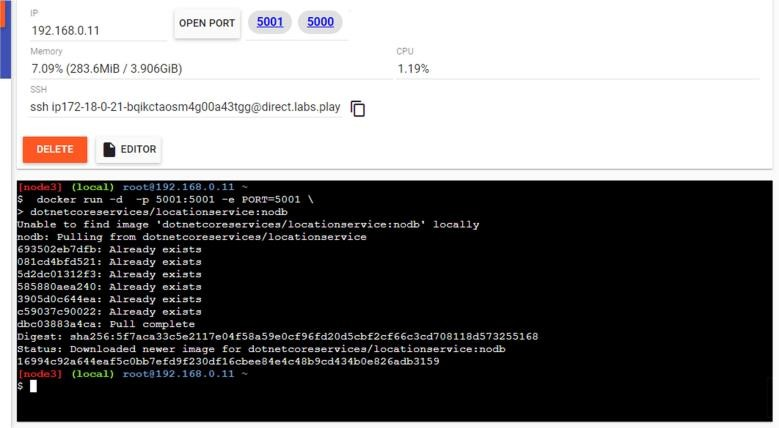 IP
192.168.0.11
OPEN PORT
5001
5000
Memory
7.09% (283.6MiB / 3.906GiB)
CPU
1.19%
SSH
ssh ip172-18-0-21-bqikctaosm4g00a43tgg@direct.labs.play
DELETE
EDITOR
[node3] (local) root@192.168.0.11 ~
$  docker run -d  -p 5001:5001 -e PORT=5001 \
> dotnetcoreservices/locationservice:nodb
Unable to find image 'dotnetcoreservices/locationservice:nodb' locally
nodb: Pulling from dotnetcoreservices/locationservice
693502eb7dfb: Already exists
081cd4bfd521: Already exists
5d2dc01312f3: Already exists
585880aea240: Already exists
3905d0c644ea: Already exists
c59037c90022: Already exists
dbc03883a4ca: Pull complete
Digest: sha256:5f7aca33c5e2117e04f58a59e0cf96fd20d5cbf2cf66c3cd708118d573255168
Status: Downloaded newer image for dotnetcoreservices/locationservice:nodb
16994c92a644eaf5c0bb7efd9f230df16cbee84e4c48b9cd434b0e826adb3159
[node3] (local) root@192.168.0.11 ~
$